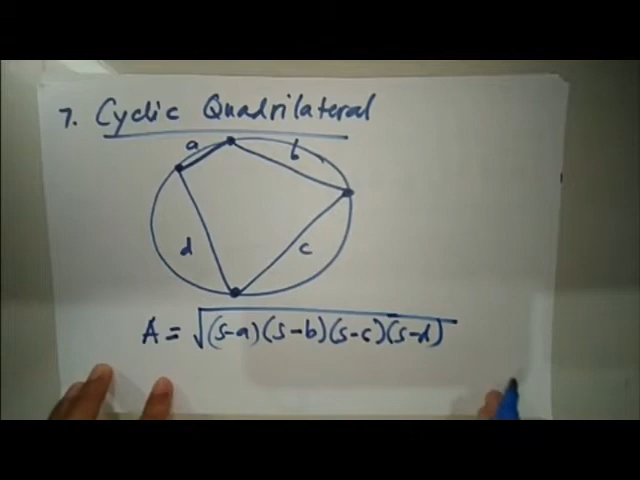 7. Cyclic Quadrilateral
a
b
d
c
A = √(s-a)(s-b)(s-c)(s-d)